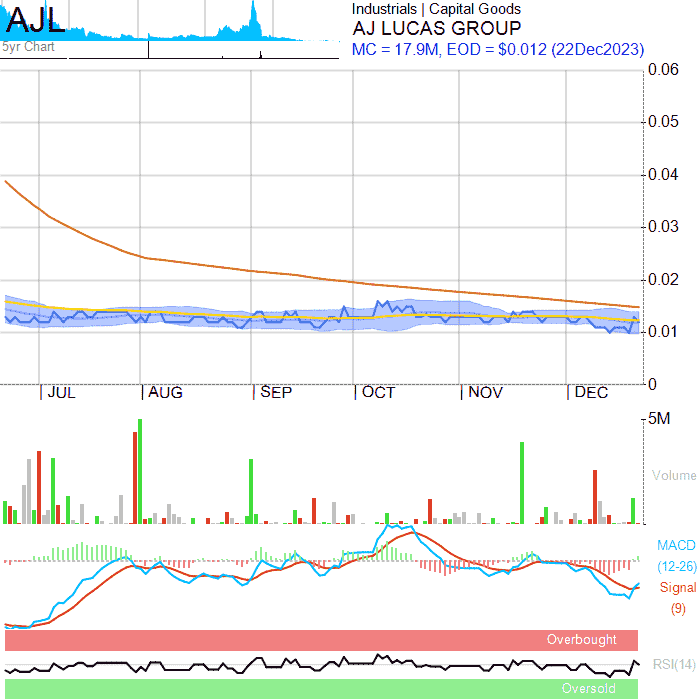 AJL
5yr Chart
Industrials | Capital Goods
AJ LUCAS GROUP
MC = 17.9M, EOD = $0.012 (22Dec2023)
0.06
0.05
0.04
0.03
0.02
0.01
0
JUL AUG SEP OCT NOV DEC
5M
Volume
MACD
(12-26)
Signal
(9)
Overbought
RSI(14)
Oversold